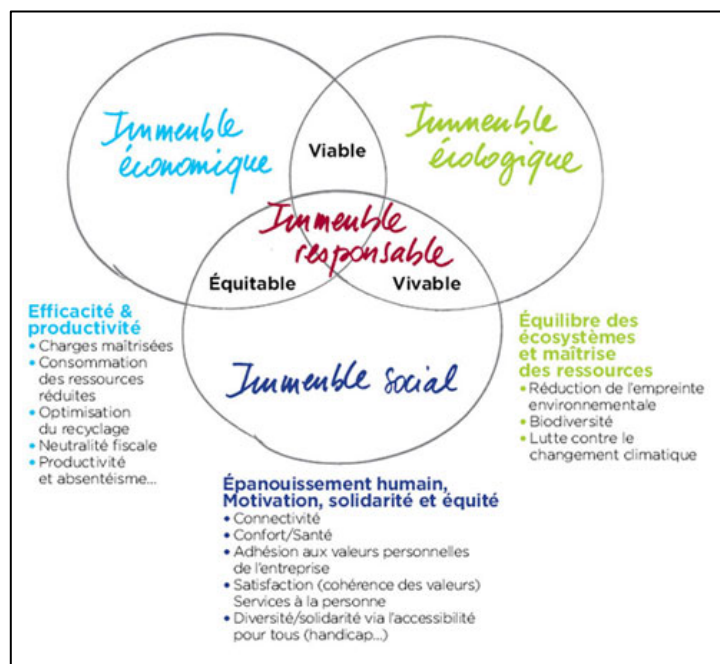 Immeuble
économique
Immeuble
écologique
Viable
Immeuble
responsable
Équitable
Vivable
Immeuble social
Efficacité &
productivité
• Charges maîtrisées
• Consommation
des ressources
réduites
• Optimisation
du recyclage
• Neutralité fiscale
• Productivité
et absentéisme...
Équilibre des
écosystèmes
et maîtrise
des ressources
• Réduction de l'empreinte
environnementale
• Biodiversité
• Lutte contre le
changement climatique
Épanouissement humain,
Motivation, solidarité et équité
• Connectivité
• Confort/Santé
• Adhésion aux valeurs personnelles
de l'entreprise
• Satisfaction (cohérence des valeurs)
Services à la personne
• Diversité/solidarité via l'accessibilité
pour tous (handicap...)